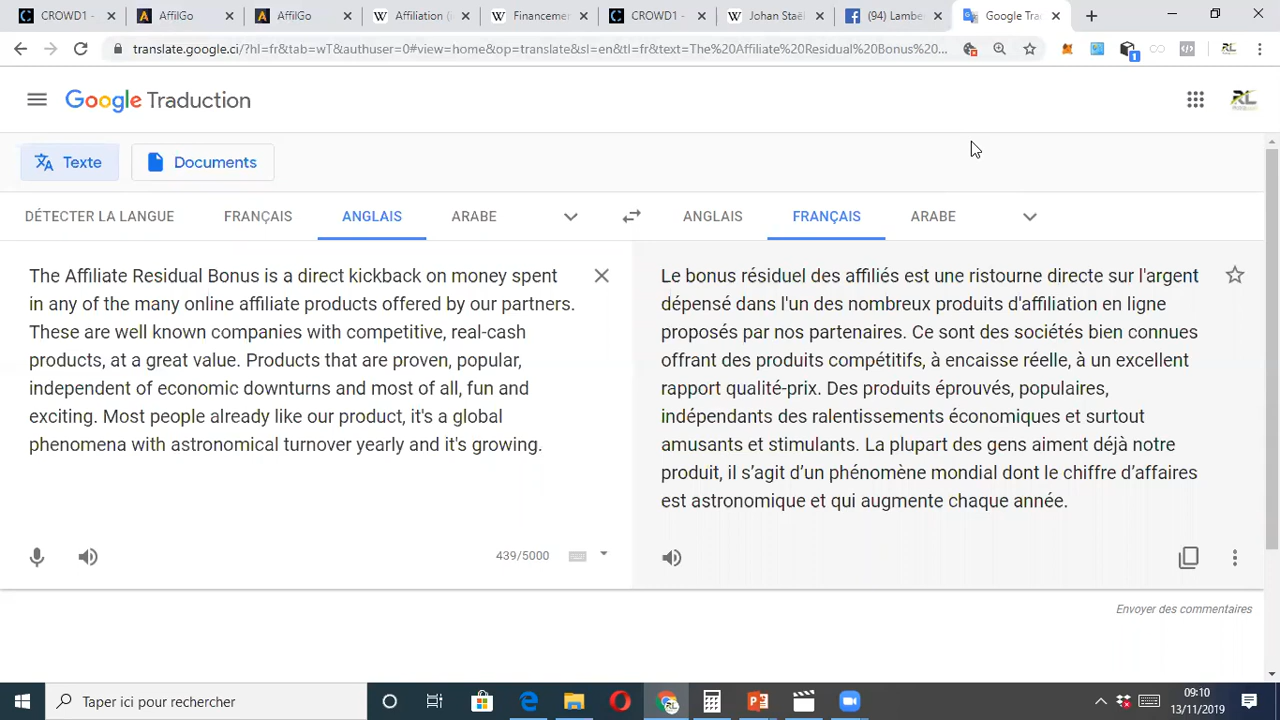 CROWD1 -
AffilGo
AffilGo
Affiliation (
Financeme
CROWD1 -
Johan Staël
(94) Lambe
Google Tra
translate.google.ci/?hl=fr&tab=wT&authuser=0#view=home&op=translate&sl=en&tl=fr&text=The%20Affiliate%20Residual%20Bonus%20...
Google Traduction
Texte
Documents
DÉTECTER LA LANGUE
FRANÇAIS
ANGLAIS
ARABE
ANGLAIS
FRANÇAIS
ARABE
The Affiliate Residual Bonus is a direct kickback on money spent
in any of the many online affiliate products offered by our partners.
These are well known companies with competitive, real-cash
products, at a great value. Products that are proven, popular,
independent of economic downturns and most of all, fun and
exciting. Most people already like our product, it's a global
phenomena with astronomical turnover yearly and it's growing.
439/5000
Le bonus résiduel des affiliés est une ristourne directe sur l'argent
dépensé dans l'un des nombreux produits d'affiliation en ligne
proposés par nos partenaires. Ce sont des sociétés bien connues
offrant des produits compétitifs, à encaisse réelle, à un excellent
rapport qualité-prix. Des produits éprouvés, populaires,
indépendants des ralentissements économiques et surtout
amusants et stimulants. La plupart des gens aiment déjà notre
produit, il s’agit d’un phénomène mondial dont le chiffre d’affaires
est astronomique et qui augmente chaque année.
Envoyer des commentaires
Taper ici pour rechercher
09:10
13/11/2019